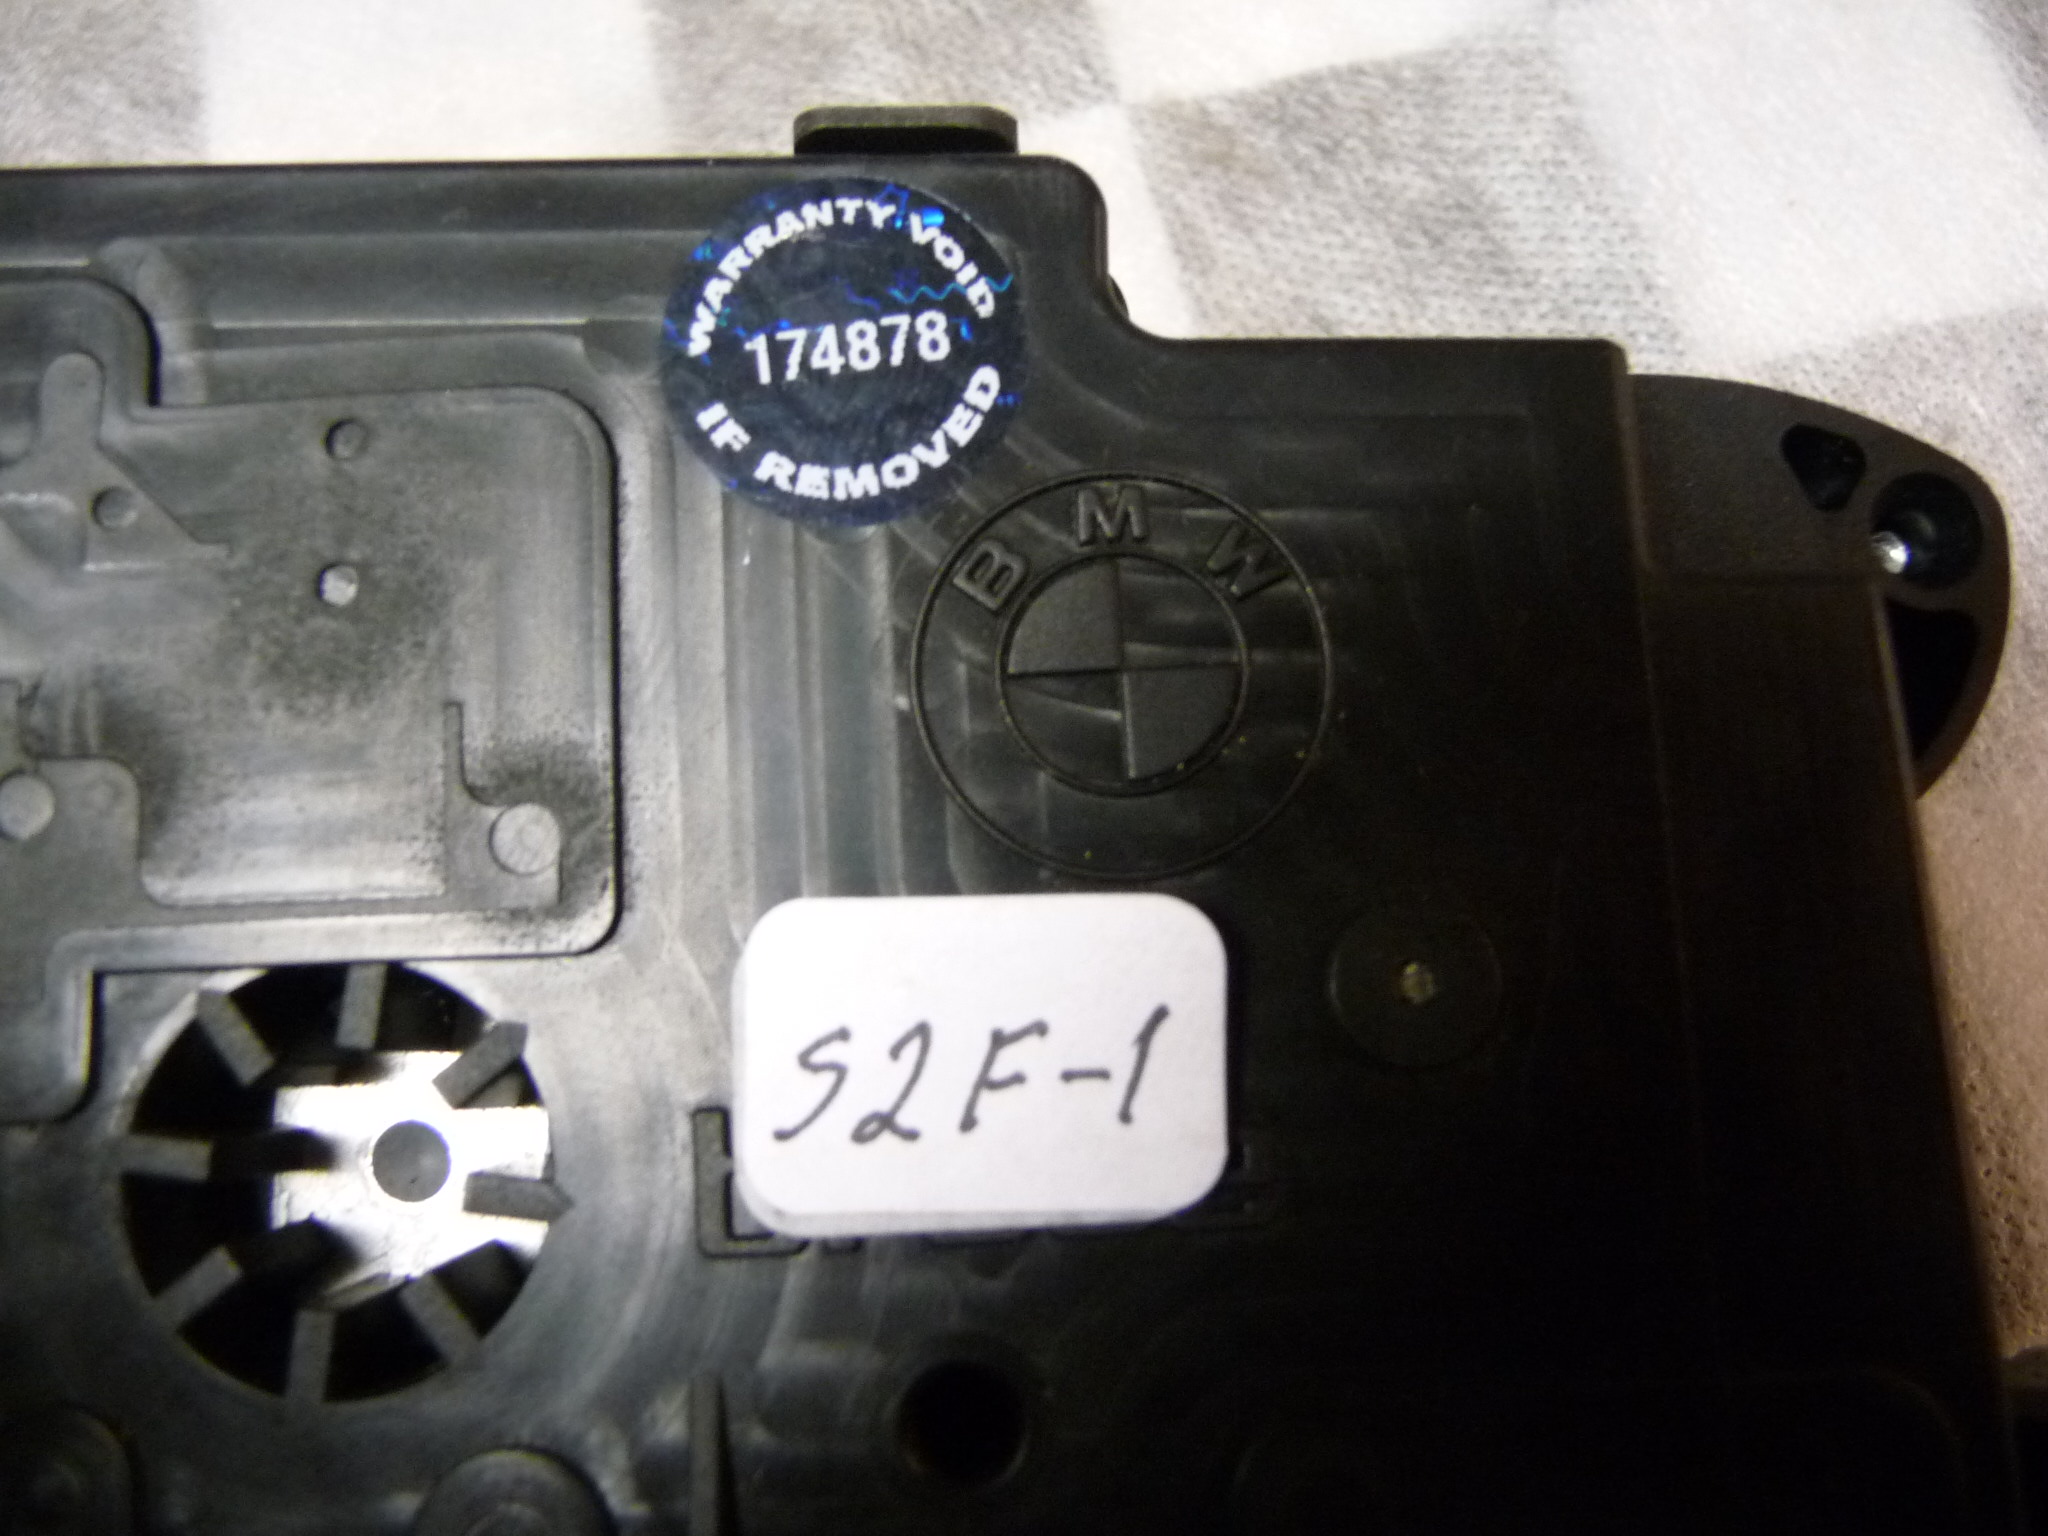 WARRANTY VOID
174878
IF REMOVED
BMW
S2F-1